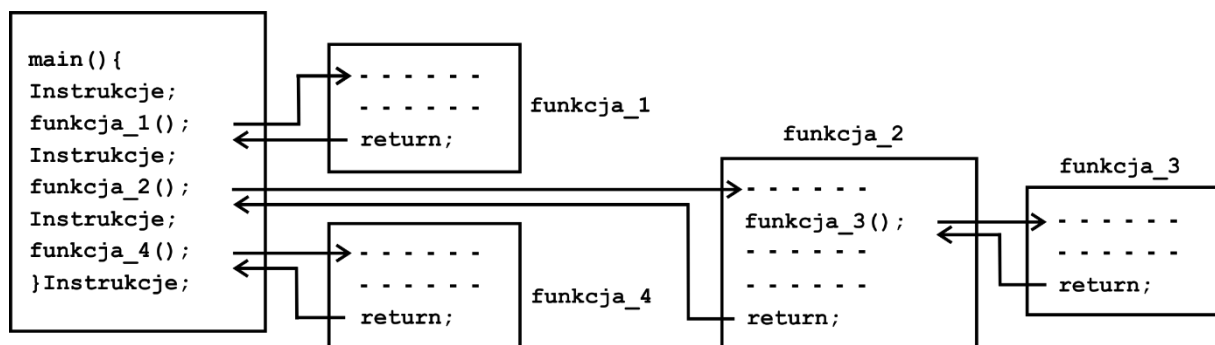 main(){
Instrukcje;
funkcja_1();
Instrukcje;
funkcja_2();
Instrukcje;
funkcja_4();
}Instrukcje;
- - - - - -
- - - - - -
return;
funkcja_1
- - - - - -
- - - - - -
return;
funkcja_4
funkcja_2
- - - - - -
funkcja_3();
- - - - - -
- - - - - -
return;
funkcja_3
- - - - - -
- - - - - -
return;